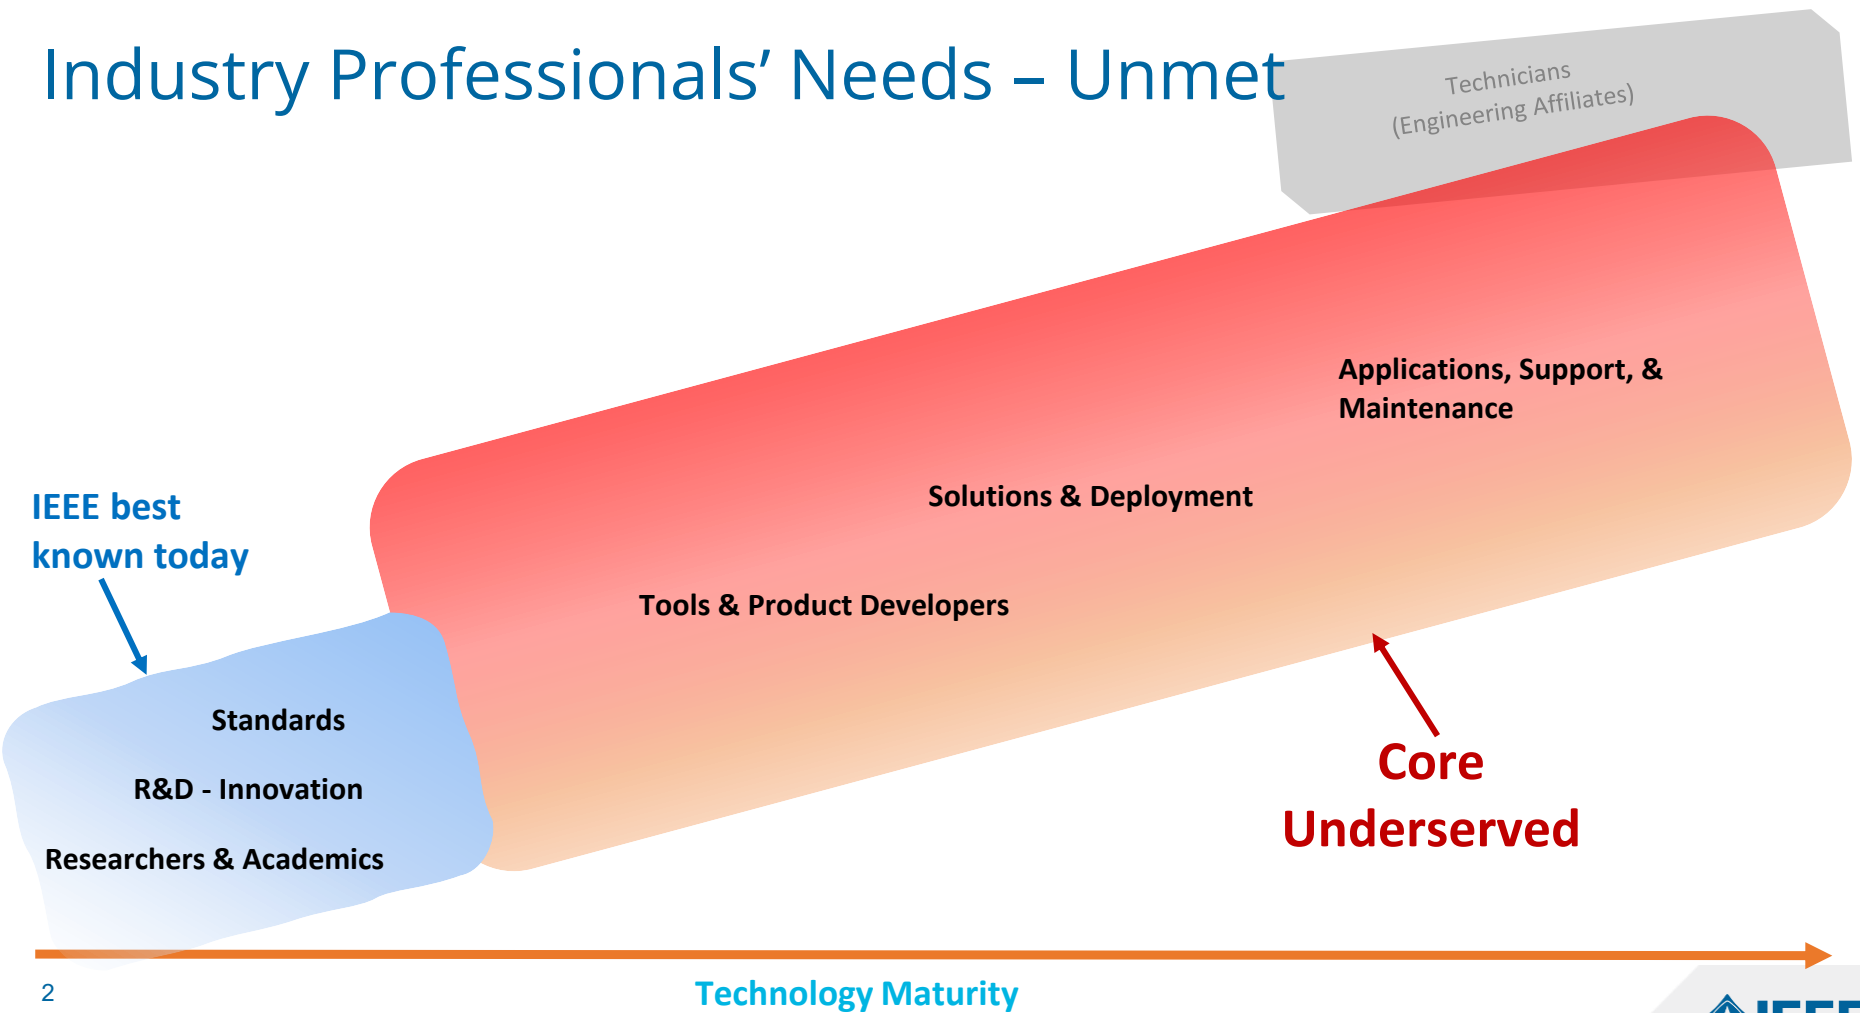 Industry Professionals’ Needs – Unmet
Technicians
(Engineering Affiliates)
Applications, Support, &
Maintenance
Solutions & Deployment
IEEE best
known today
Tools & Product Developers
Standards
R&D - Innovation
Researchers & Academics
Core
Underserved
2
Technology Maturity
IEEE